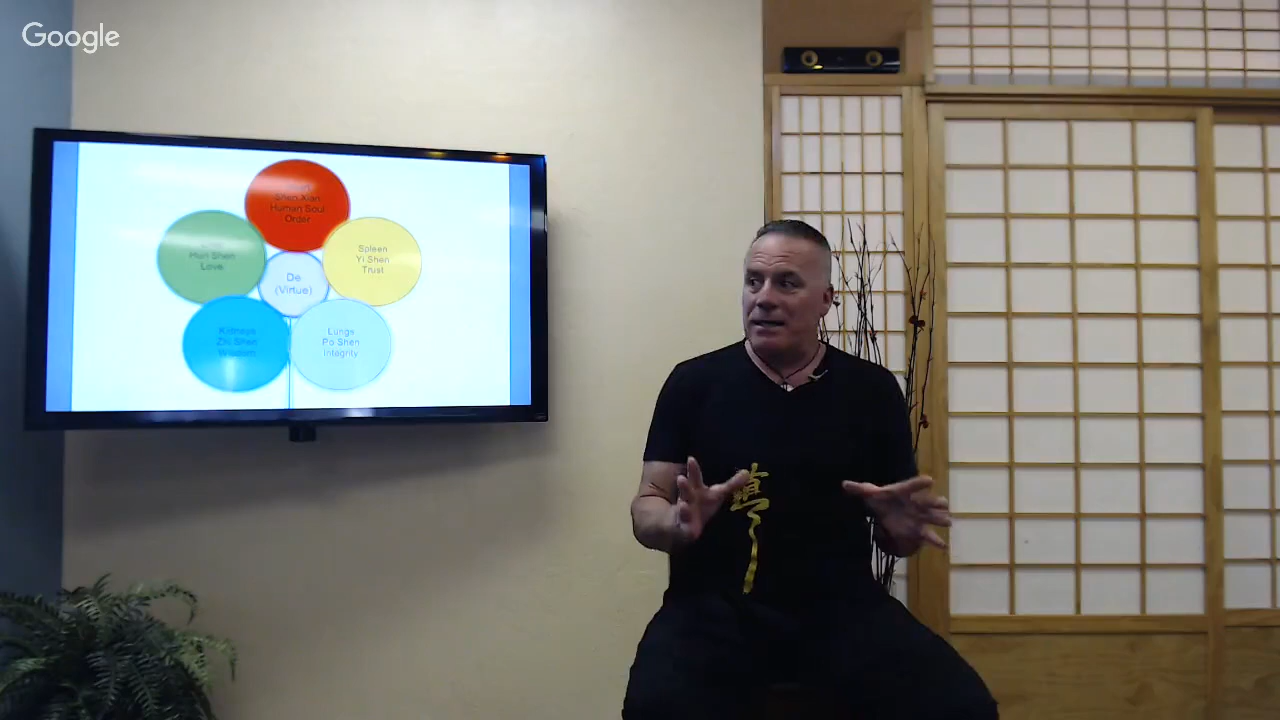 Google
Shen Xian
Human Soul
Order
Hun Shen
Love
Spleen
Yi Shen
Trust
De
(Virtue)
Kidneys
Zhi Shen
Wisdom
Lungs
Po Shen
Integrity
道